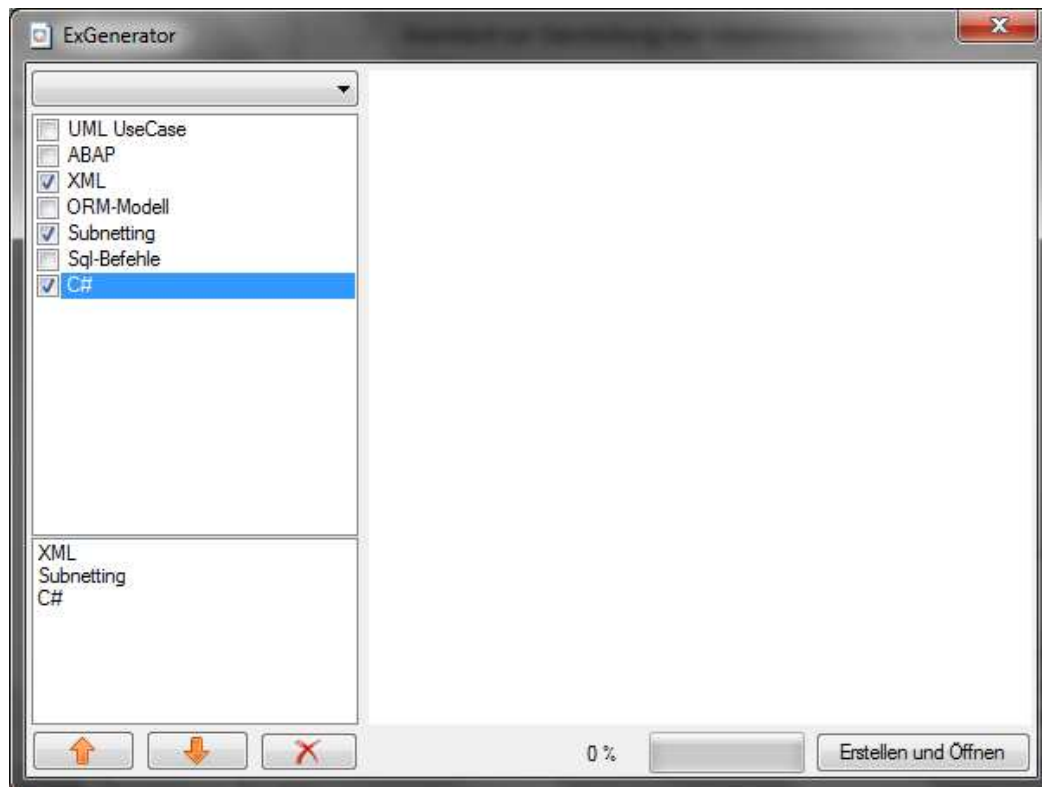 ExGenerator
UML UseCase
ABAP
XML
ORM-Modell
Subnetting
Sql-Befehle
C#
XML
Subnetting
C#
0 %
Erstellen und Öffnen